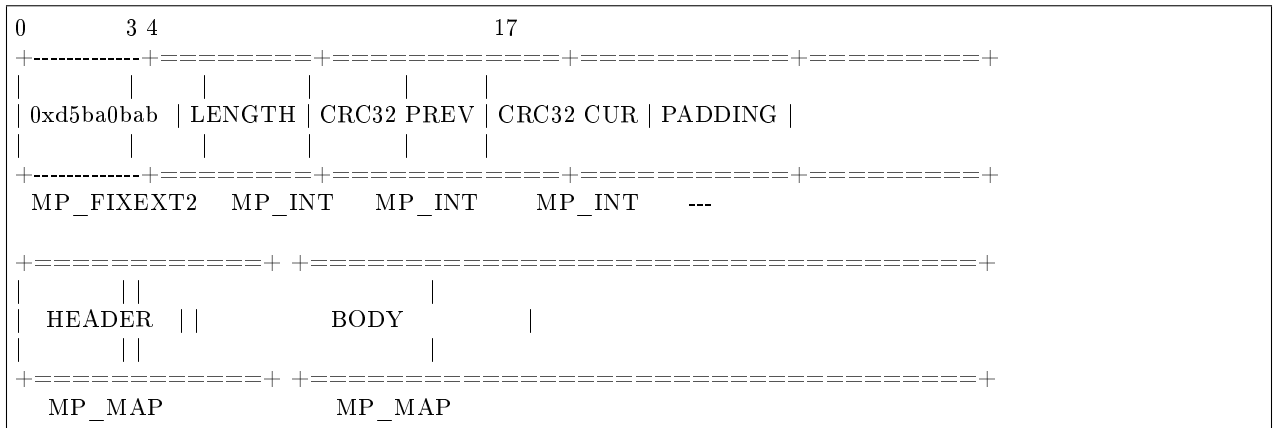 0 3 4 17
+-------------+========+============+===========+=========+
| | | | | |
| 0xd5ba0bab | LENGTH | CRC32 PREV | CRC32 CUR | PADDING |
| | | | | |
+-------------+========+============+===========+=========+
MP_FIXEXT2 MP_INT MP_INT MP_INT ---
+============+ +===================================+
| | | |
| HEADER | | BODY |
| | | |
+============+ +===================================+
MP_MAP MP_MAP